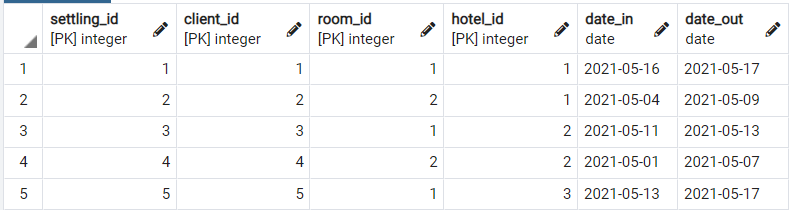 settling_id client_id room_id hotel_id date_in date_out
[PK] integer [PK] integer [PK] integer [PK] integer date date
1 1 1 1 1 2021-05-16 2021-05-17
2 2 2 2 1 2021-05-04 2021-05-09
3 3 3 1 2 2021-05-11 2021-05-13
4 4 4 2 2 2021-05-01 2021-05-07
5 5 5 1 3 2021-05-13 2021-05-17